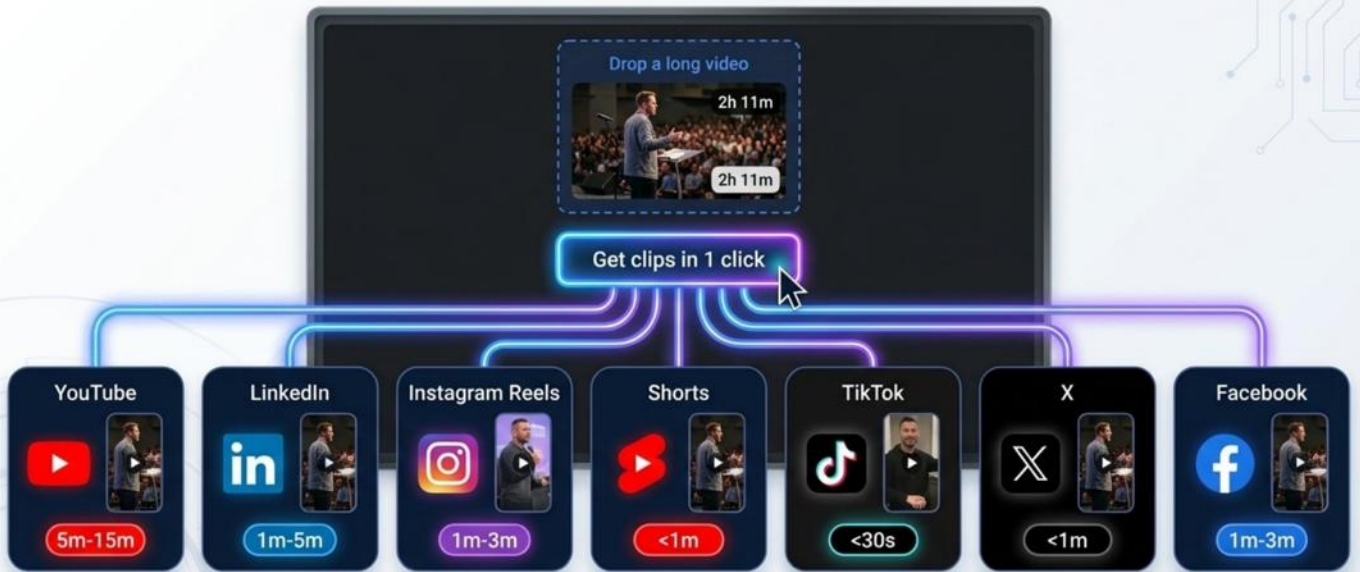 Drop a long video
2h 11m
2h 11m
Get clips in 1 click
YouTube
5m-15m
LinkedIn
in
1m-5m
Instagram Reels
1m-3m
Shorts
<1m
TikTok
<30s
X
X
<1m
Facebook
f
1m-3m